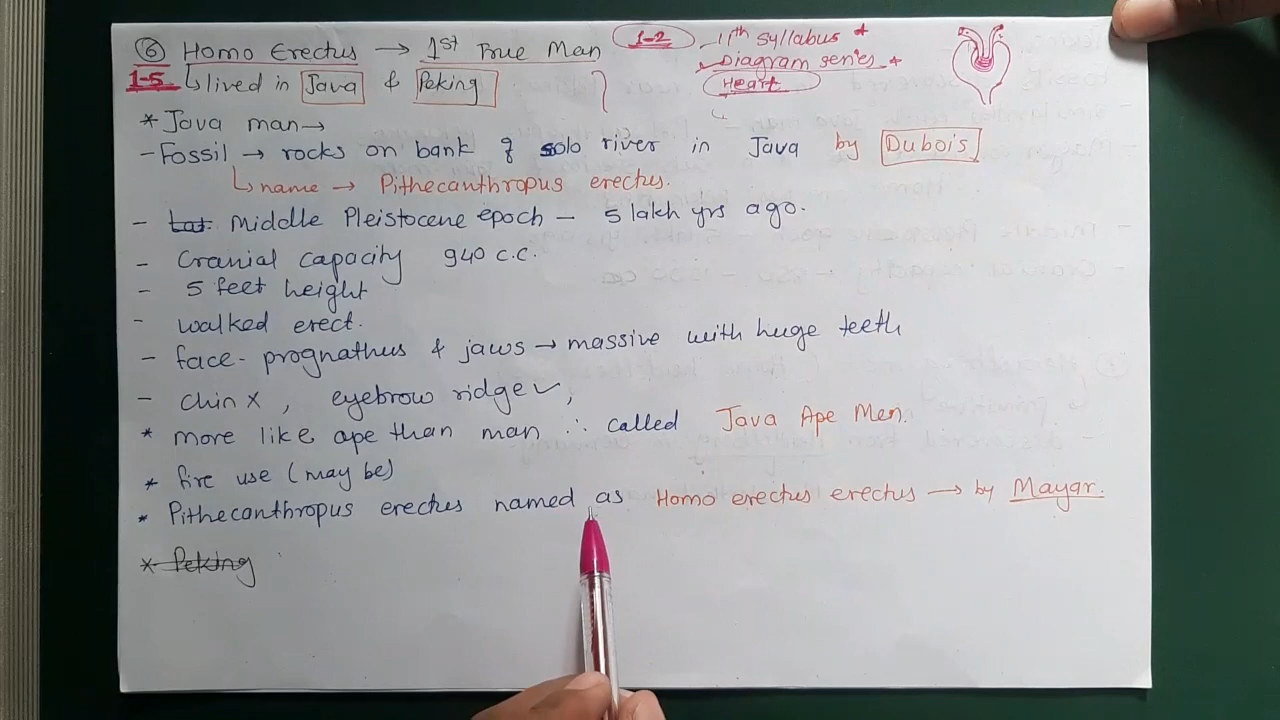 ⑥ Homo Erectus → 1st True Man
1-5 ↳ lived in Java & Peking
1-2 11th syllabus *
Diagram series *
Heart
* Java man →
- Fossil → rocks on bank of solo river in Java by Dubois
↳ name → Pithecanthropus erectus.
- Lat. Middle Pleistocene epoch – 5 lakh yrs ago.
- Cranial capacity 940 c.c.
- 5 feet height
- walked erect.
- face - prognathus & jaws → massive with huge teeth
- chin x, eyebrow ridge ✓,
* more like ape than man ∴ called Java Ape Men.
* fire use (may be)
* Pithecanthropus erectus named as Homo erectus erectus → by Mayar.
* Peking